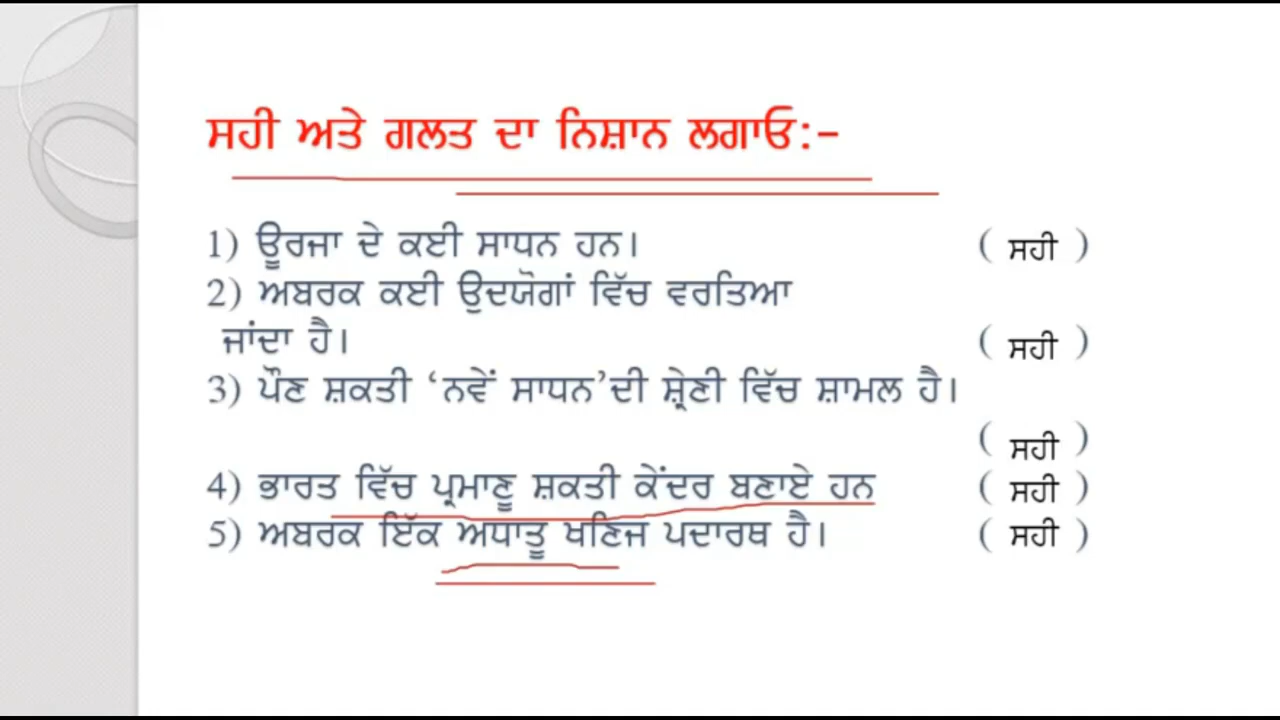 ਸਹੀ ਅਤੇ ਗਲਤ ਦਾ ਨਿਸ਼ਾਨ ਲਗਾਓ:-
1) ਊਰਜਾ ਦੇ ਕਈ ਸਾਧਨ ਹਨ। ( ਸਹੀ )
2) ਅਬਰਕ ਕਈ ਉਦਯੋਗਾਂ ਵਿੱਚ ਵਰਤਿਆ
ਜਾਂਦਾ ਹੈ। ( ਸਹੀ )
3) ਪੌਣ ਸ਼ਕਤੀ ‘ਨਵੇਂ ਸਾਧਨ’ਦੀ ਸ਼੍ਰੇਣੀ ਵਿੱਚ ਸ਼ਾਮਲ ਹੈ।
( ਸਹੀ )
4) ਭਾਰਤ ਵਿੱਚ ਪ੍ਰਮਾਣੂ ਸ਼ਕਤੀ ਕੇਂਦਰ ਬਣਾਏ ਹਨ ( ਸਹੀ )
5) ਅਬਰਕ ਇੱਕ ਅਧਾਤੂ ਖਣਿਜ ਪਦਾਰਥ ਹੈ। ( ਸਹੀ )